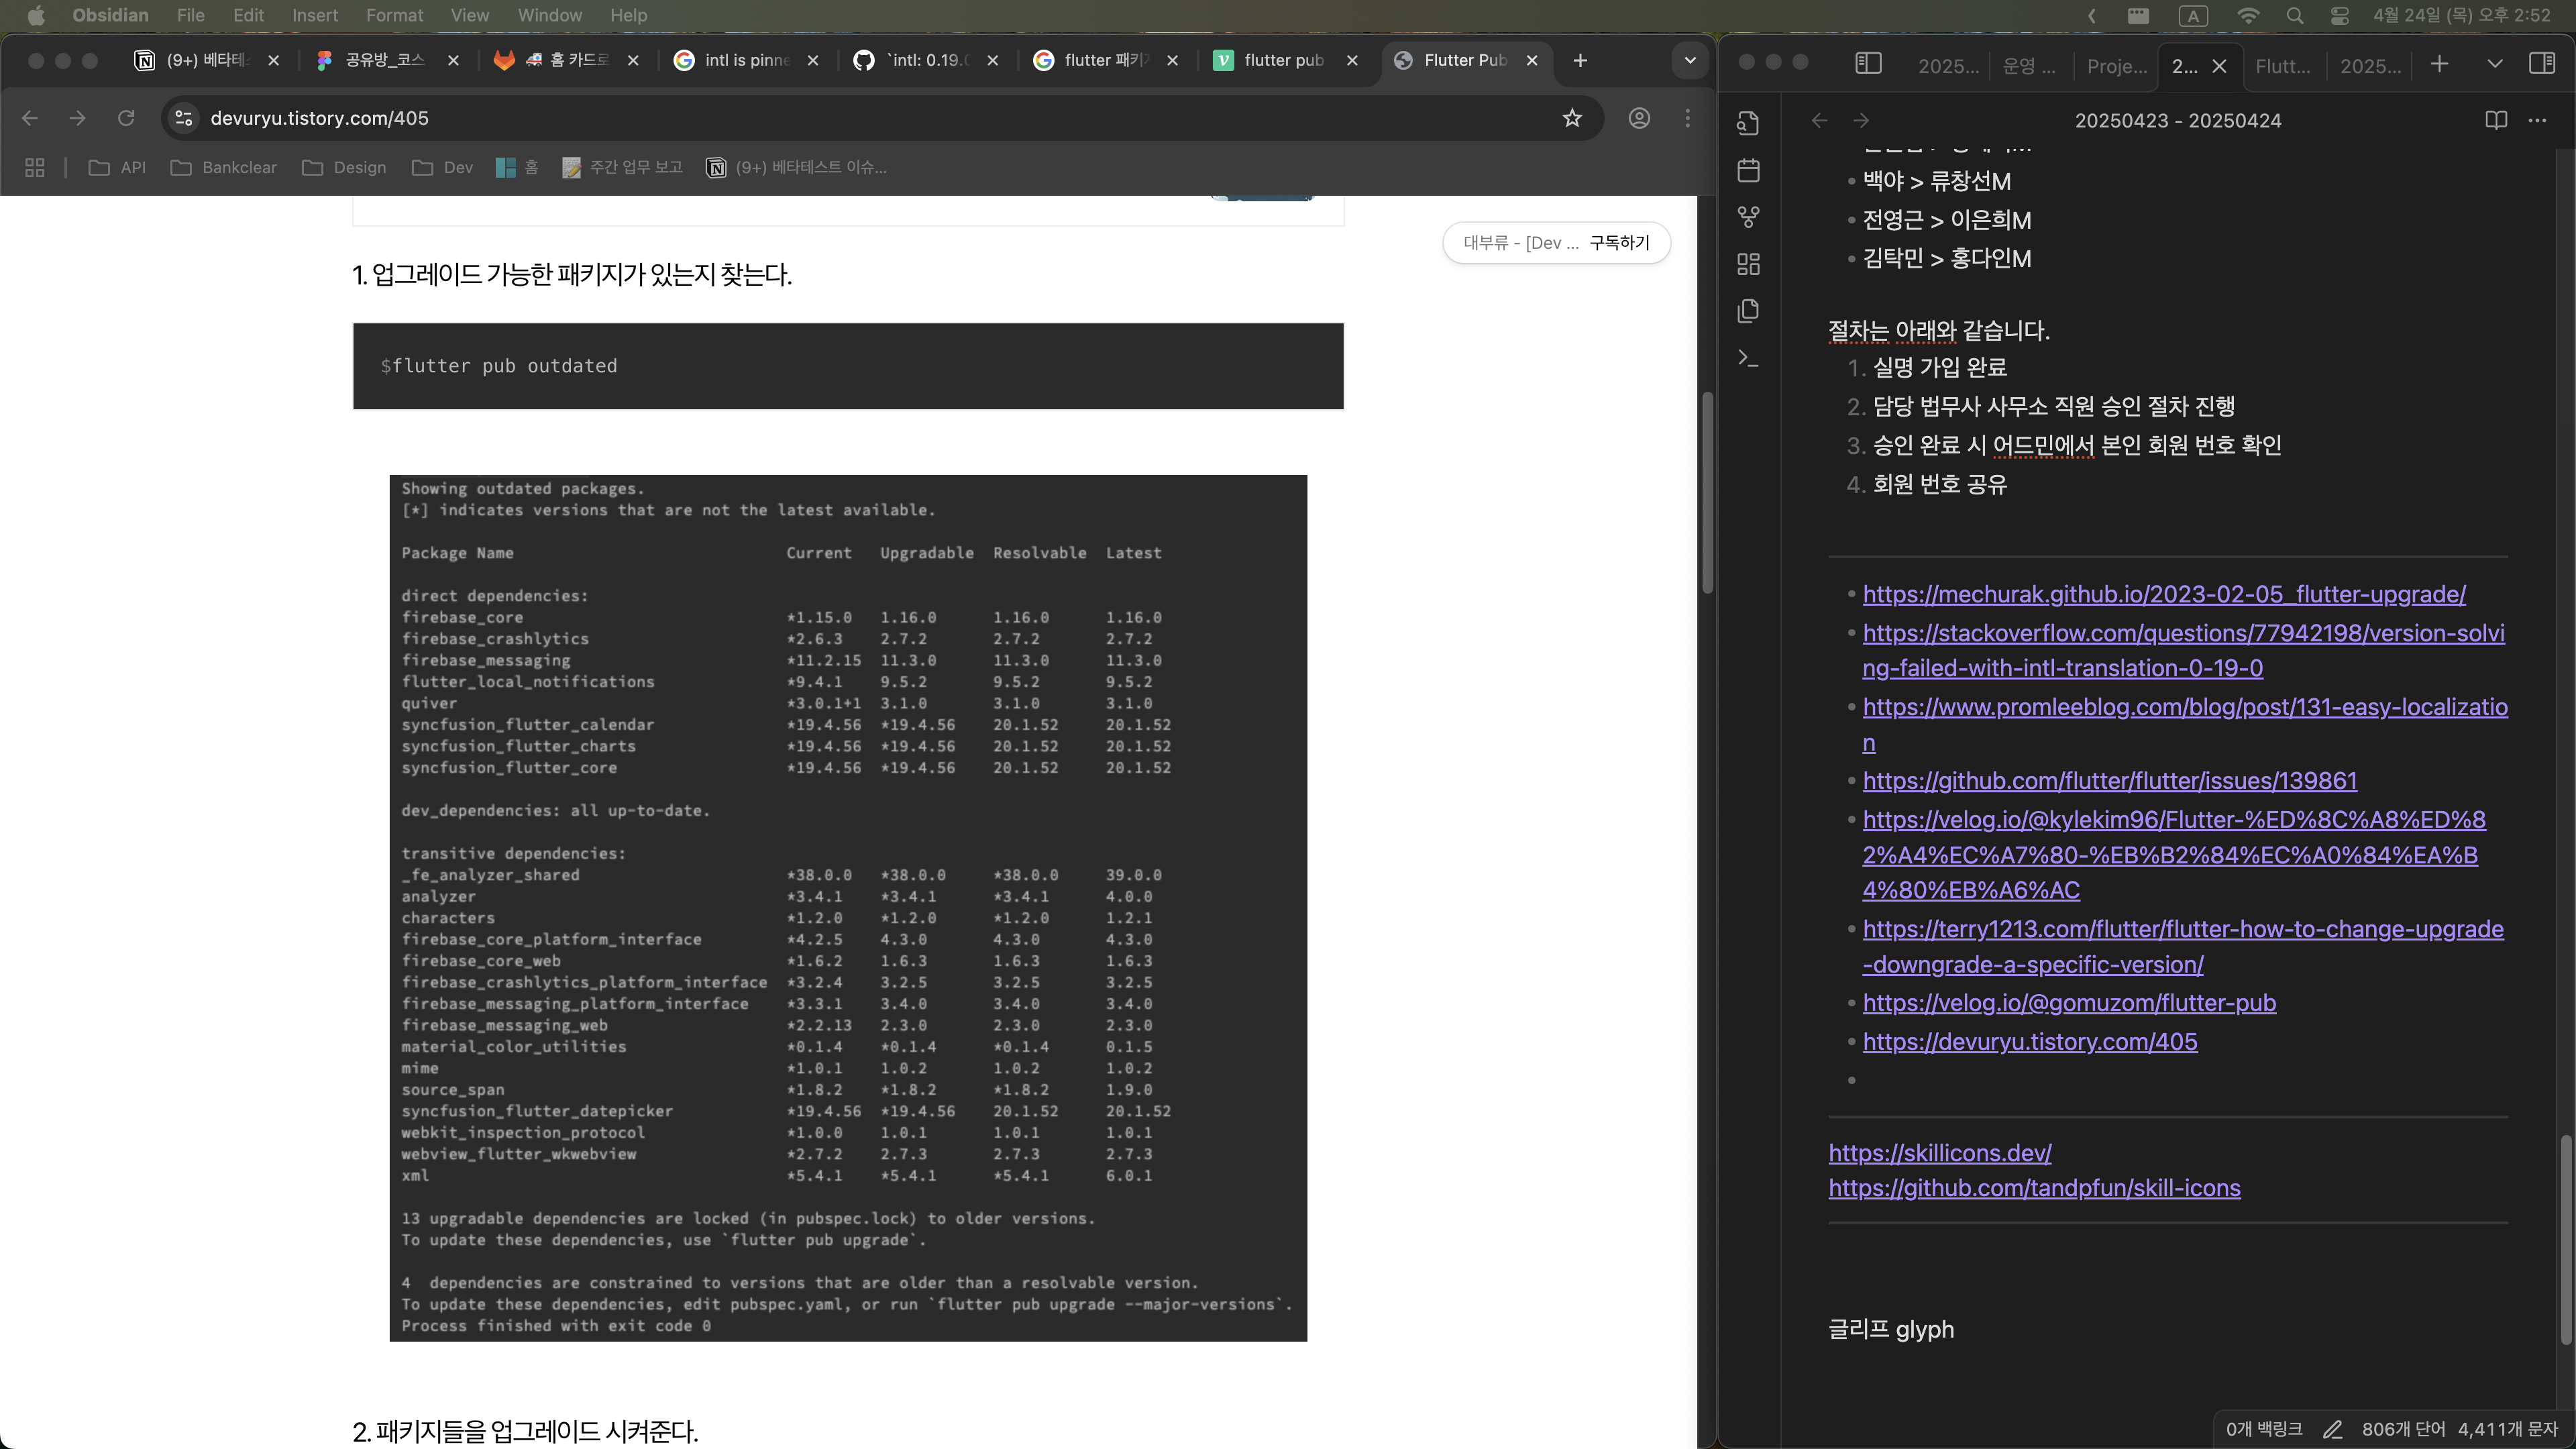 Obsidian File Edit Insert Format View Window Help
A 4월 24일 (목) 오후 2:52
(9+) 베타테
공유방_코스
홈 카드로
intl is pinne
`intl: 0.19.0
flutter 패키지
flutter pub
Flutter Pub
devuryu.tistory.com/405
API Bankclear Design Dev 홈 주간 업무 보고 (9+) 베타테스트 이슈...
대부류 - [Dev ... 구독하기
1. 업그레이드 가능한 패키지가 있는지 찾는다.
$flutter pub outdated
Showing outdated packages.
[*] indicates versions that are not the latest available.
Package Name Current Upgradable Resolvable Latest
direct dependencies:
firebase_core *1.15.0 1.16.0 1.16.0 1.16.0
firebase_crashlytics *2.6.3 2.7.2 2.7.2 2.7.2
firebase_messaging *11.2.15 11.3.0 11.3.0 11.3.0
flutter_local_notifications *9.4.1 9.5.2 9.5.2 9.5.2
quiver *3.0.1+1 3.1.0 3.1.0 3.1.0
syncfusion_flutter_calendar *19.4.56 *19.4.56 20.1.52 20.1.52
syncfusion_flutter_charts *19.4.56 *19.4.56 20.1.52 20.1.52
syncfusion_flutter_core *19.4.56 *19.4.56 20.1.52 20.1.52
dev_dependencies: all up-to-date.
transitive dependencies:
_fe_analyzer_shared *38.0.0 *38.0.0 *38.0.0 39.0.0
analyzer *3.4.1 *3.4.1 *3.4.1 4.0.0
characters *1.2.0 *1.2.0 *1.2.0 1.2.1
firebase_core_platform_interface *4.2.5 4.3.0 4.3.0 4.3.0
firebase_core_web *1.6.2 1.6.3 1.6.3 1.6.3
firebase_crashlytics_platform_interface *3.2.4 3.2.5 3.2.5 3.2.5
firebase_messaging_platform_interface *3.3.1 3.4.0 3.4.0 3.4.0
firebase_messaging_web *2.2.13 2.3.0 2.3.0 2.3.0
material_color_utilities *0.1.4 *0.1.4 *0.1.4 0.1.5
mime *1.0.1 1.0.2 1.0.2 1.0.2
source_span *1.8.2 *1.8.2 *1.8.2 1.9.0
syncfusion_flutter_datepicker *19.4.56 *19.4.56 20.1.52 20.1.52
webkit_inspection_protocol *1.0.0 1.0.1 1.0.1 1.0.1
webview_flutter_wkwebview *2.7.2 2.7.3 2.7.3 2.7.3
xml *5.4.1 *5.4.1 *5.4.1 6.0.1
13 upgradable dependencies are locked (in pubspec.lock) to older versions.
To update these dependencies, use `flutter pub upgrade`.
4 dependencies are constrained to versions that are older than a resolvable version.
To update these dependencies, edit pubspec.yaml, or run `flutter pub upgrade --major-versions`.
Process finished with exit code 0
2. 패키지들을 업그레이드 시켜준다.
2025... 운영 ... Proje... 2... Flutt... 2025...
20250423 - 20250424
백야 > 류창선M
전영근 > 이은희M
김탁민 > 홍다인M
절차는 아래와 같습니다.
1. 실명 가입 완료
2. 담당 법무사 사무소 직원 승인 절차 진행
3. 승인 완료 시 어드민에서 본인 회원 번호 확인
4. 회원 번호 공유
https://mechurak.github.io/2023-02-05_flutter-upgrade/
https://stackoverflow.com/questions/77942198/version-solvi
ng-failed-with-intl-translation-0-19-0
https://www.promleeblog.com/blog/post/131-easy-localizatio
n
https://github.com/flutter/flutter/issues/139861
https://velog.io/@kylekim96/Flutter-%ED%8C%A8%ED%8
2%A4%EC%A7%80-%EB%B2%84%EC%A0%84%EA%B
4%80%EB%A6%AC
https://terry1213.com/flutter/flutter-how-to-change-upgrade
-downgrade-a-specific-version/
https://velog.io/@gomuzom/flutter-pub
https://devuryu.tistory.com/405
https://skillicons.dev/
https://github.com/tandpfun/skill-icons
글리프 glyph
0개 백링크 806개 단어 4,411개 문자